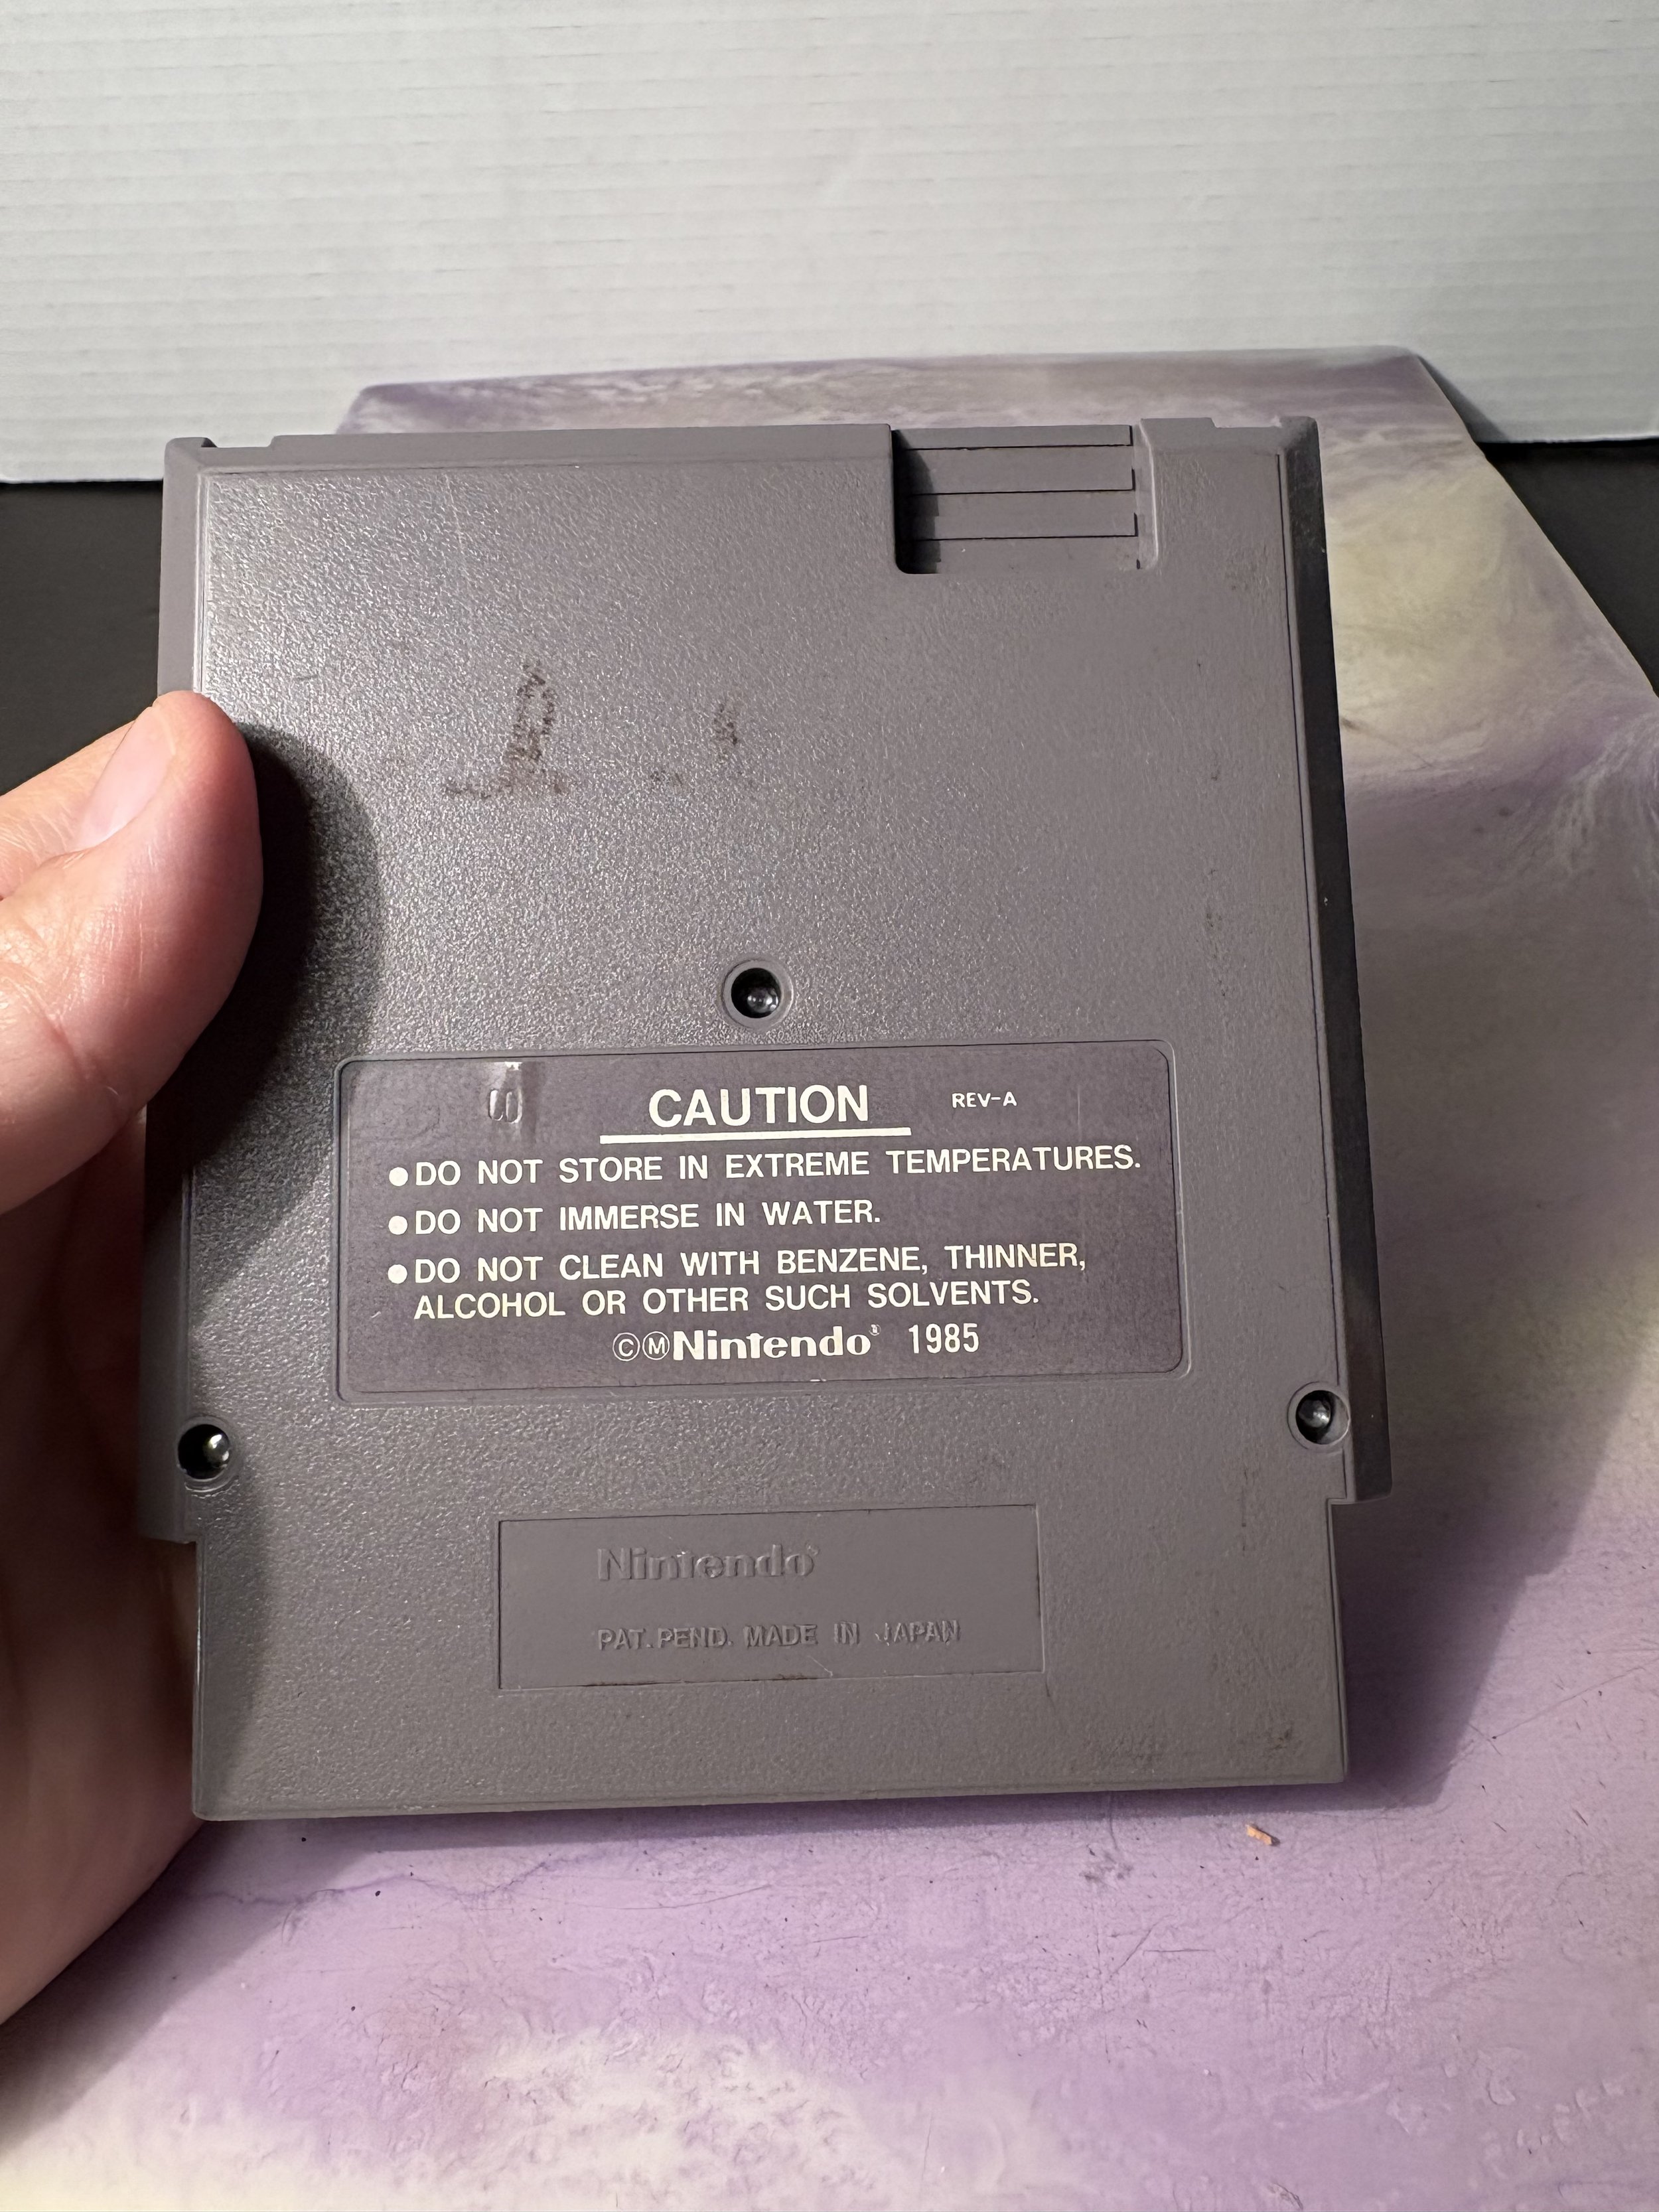 CAUTION REV-A
●DO NOT STORE IN EXTREME TEMPERATURES.
●DO NOT IMMERSE IN WATER.
●DO NOT CLEAN WITH BENZENE, THINNER,
ALCOHOL OR OTHER SUCH SOLVENTS.
©ⓂNintendo® 1985
Nintendo®
PAT. PEND. MADE IN JAPAN